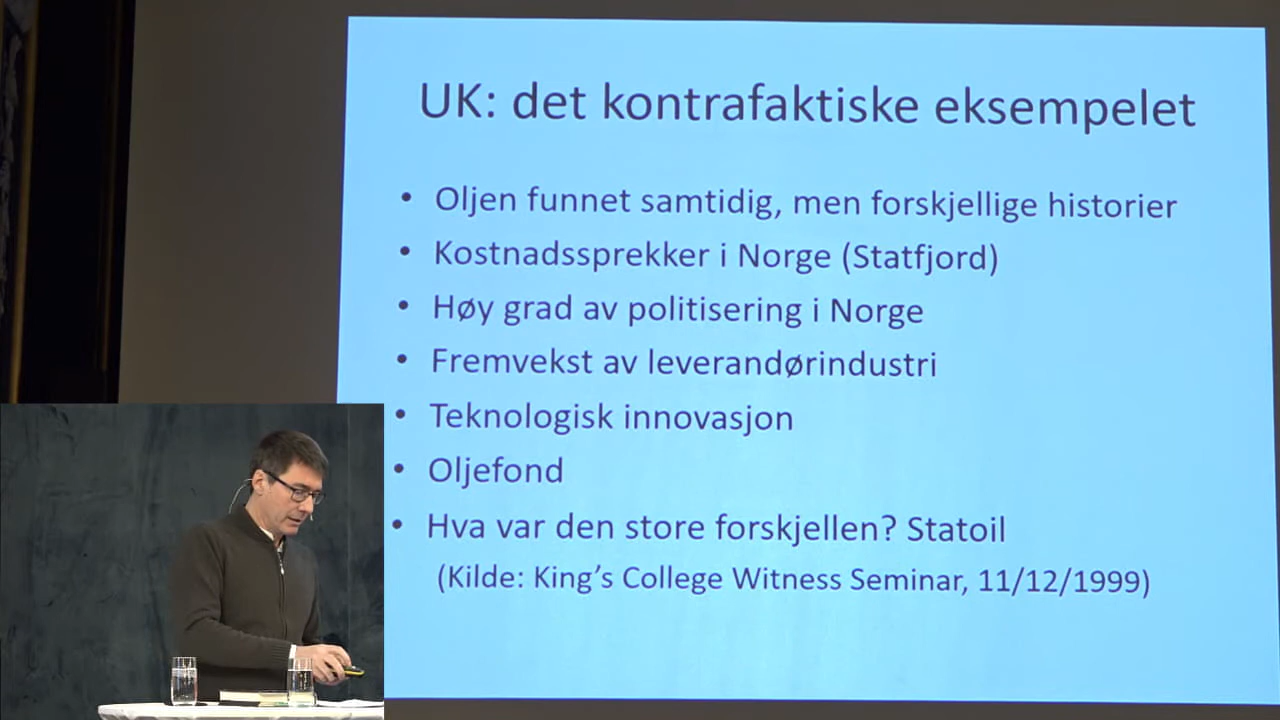 UK: det kontrafaktiske eksempelet
• Oljen funnet samtidig, men forskjellige historier
• Kostnadssprekker i Norge (Statfjord)
• Høy grad av politisering i Norge
• Fremvekst av leverandørindustri
• Teknologisk innovasjon
• Oljefond
• Hva var den store forskjellen? Statoil
(Kilde: King's College Witness Seminar, 11/12/1999)